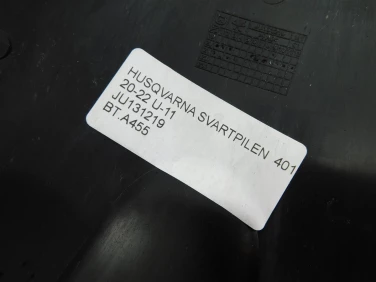 HUSQVARNA SVARTPILEN 401
20-22 U-11
JU131219
BT.A455